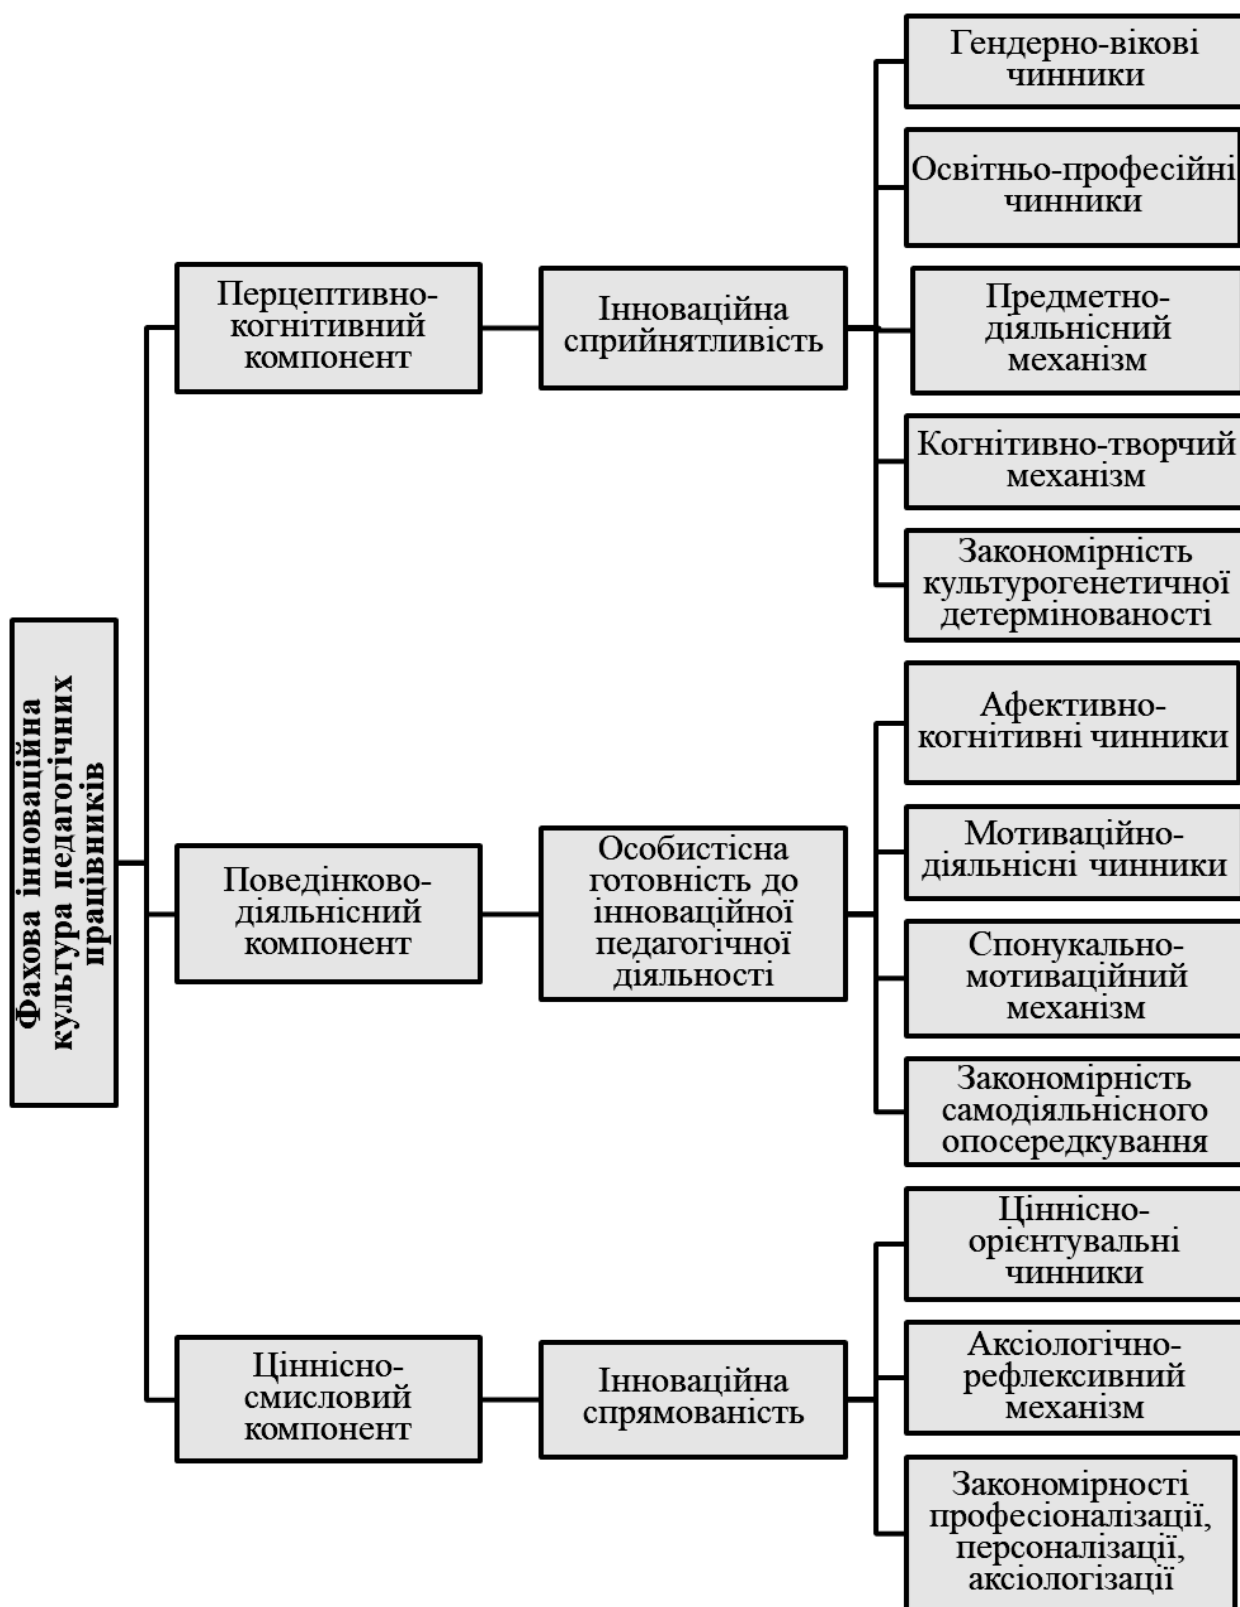 Фахова інноваційна
культура педагогічних
працівників
Перцептивно-
когнітивний
компонент
Інноваційна
сприйнятливість
Гендерно-вікові
чинники
Освітньо-професійні
чинники
Предметно-
діяльнісний
механізм
Когнітивно-творчий
механізм
Закономірність
культурогенетичної
детермінованості
Поведінково-
діяльнісний
компонент
Особистісна
готовність до
інноваційної
педагогічної
діяльності
Афективно-
когнітивні чинники
Мотиваційно-
діяльнісні чинники
Спонукально-
мотиваційний
механізм
Закономірність
самодіяльнісного
опосередкування
Ціннісно-
смисловий
компонент
Інноваційна
спрямованість
Ціннісно-
орієнтувальні
чинники
Аксіологічно-
рефлексивний
механізм
Закономірності
професіоналізації,
персоналізації,
аксіологізації